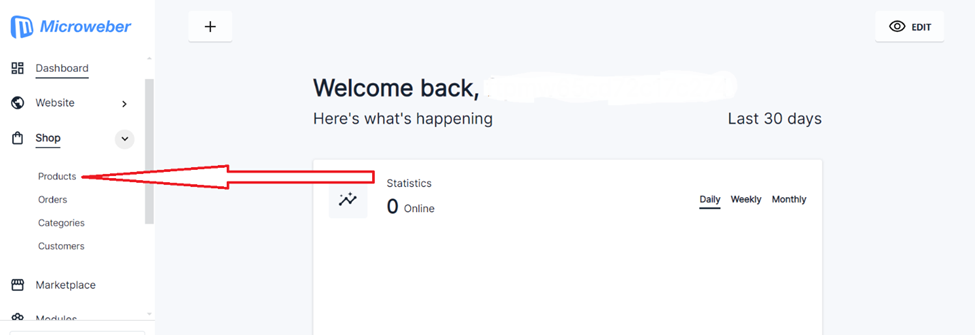 Microweber
EDIT
Dashboard
Website
Shop
Products
Orders
Categories
Customers
Marketplace
Modules
Welcome back,
Here's what's happening
Last 30 days
Statistics
0 Online
Daily Weekly Monthly